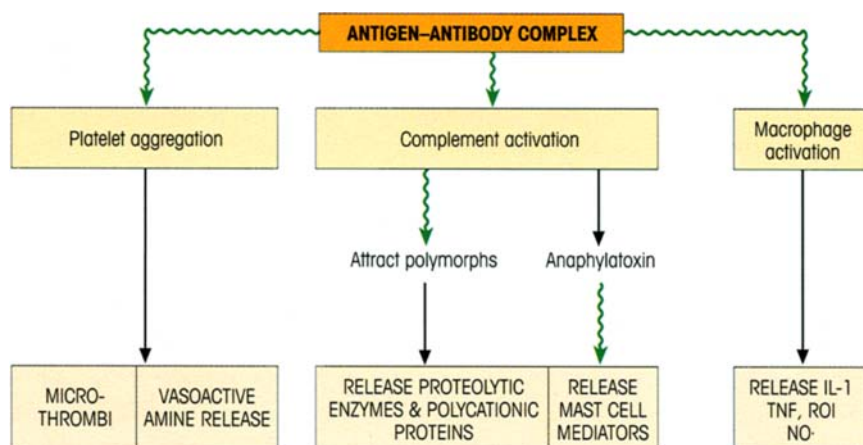 ANTIGEN–ANTIBODY COMPLEX
Platelet aggregation
Complement activation
Macrophage
activation
Attract polymorphs
Anaphylatoxin
MICRO-
THROMBI
VASOACTIVE
AMINE RELEASE
RELEASE PROTEOLYTIC
ENZYMES & POLYCATIONIC
PROTEINS
RELEASE
MAST CELL
MEDIATORS
RELEASE IL-1
TNF, ROI
NO·